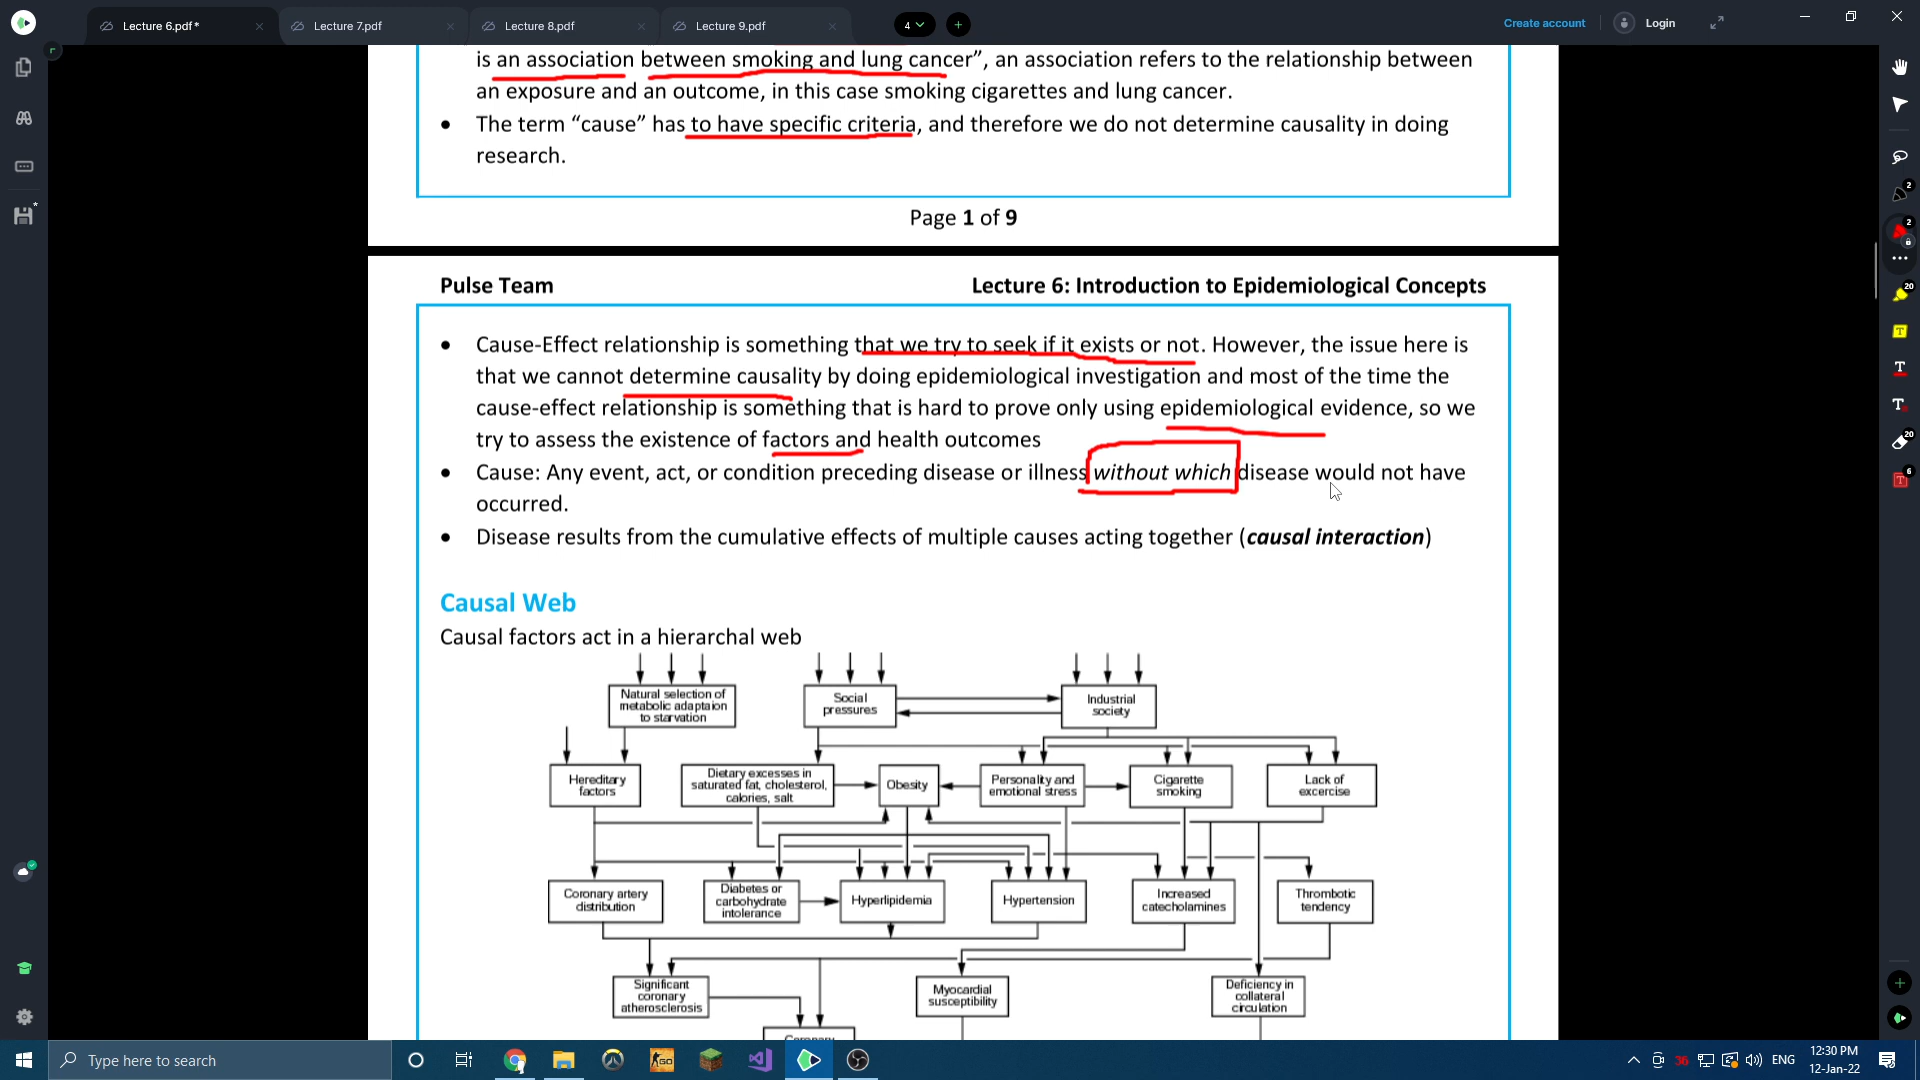 Lecture 6.pdf*
Lecture 7.pdf
Lecture 8.pdf
Lecture 9.pdf
4
Create account
Login
is an association between smoking and lung cancer”, an association refers to the relationship between
an exposure and an outcome, in this case smoking cigarettes and lung cancer.
• The term “cause” has to have specific criteria, and therefore we do not determine causality in doing
research.
Page 1 of 9
Pulse Team
Lecture 6: Introduction to Epidemiological Concepts
• Cause-Effect relationship is something that we try to seek if it exists or not. However, the issue here is
that we cannot determine causality by doing epidemiological investigation and most of the time the
cause-effect relationship is something that is hard to prove only using epidemiological evidence, so we
try to assess the existence of factors and health outcomes
• Cause: Any event, act, or condition preceding disease or illness without which disease would not have
occurred.
• Disease results from the cumulative effects of multiple causes acting together (causal interaction)
Causal Web
Causal factors act in a hierarchal web
Natural selection of
metabolic adaptaion
to starvation
Social
pressures
Industrial
society
Hereditary
factors
Dietary excesses in
saturated fat, cholesterol,
calories, salt
Obesity
Personality and
emotional stress
Cigarette
smoking
Lack of
excercise
Coronary artery
distribution
Diabetes or
carbohydrate
intolerance
Hyperlipidemia
Hypertension
Increased
catecholamines
Thrombotic
tendency
Significant
coronary
atherosclerosis
Myocardial
susceptibility
Deficiency in
collateral
circulation
2
2
20
T
T
T
20
T
6
Type here to search
GO
36
ENG
12:30 PM
12-Jan-22